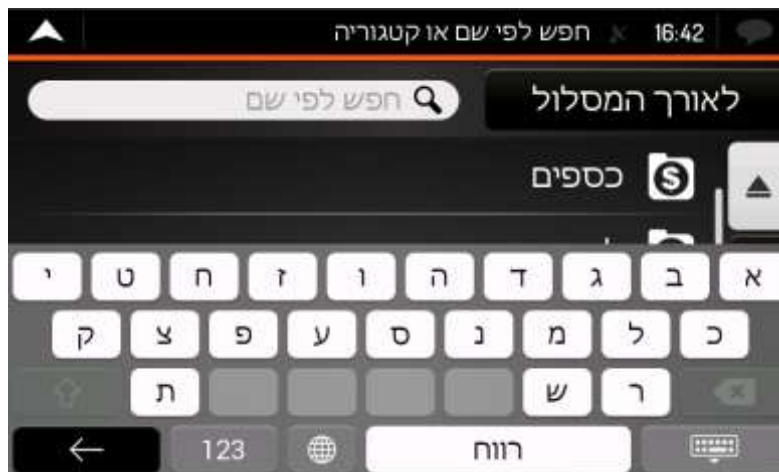 16:42 חפש לפי שם או קטגוריה
לאורך המסלול
חפש לפי שם
כספים
א ב ג ד ה ו ז ח ט י
כ ל מ נ ס ע פ צ ק
ר ש ת
רווח 123